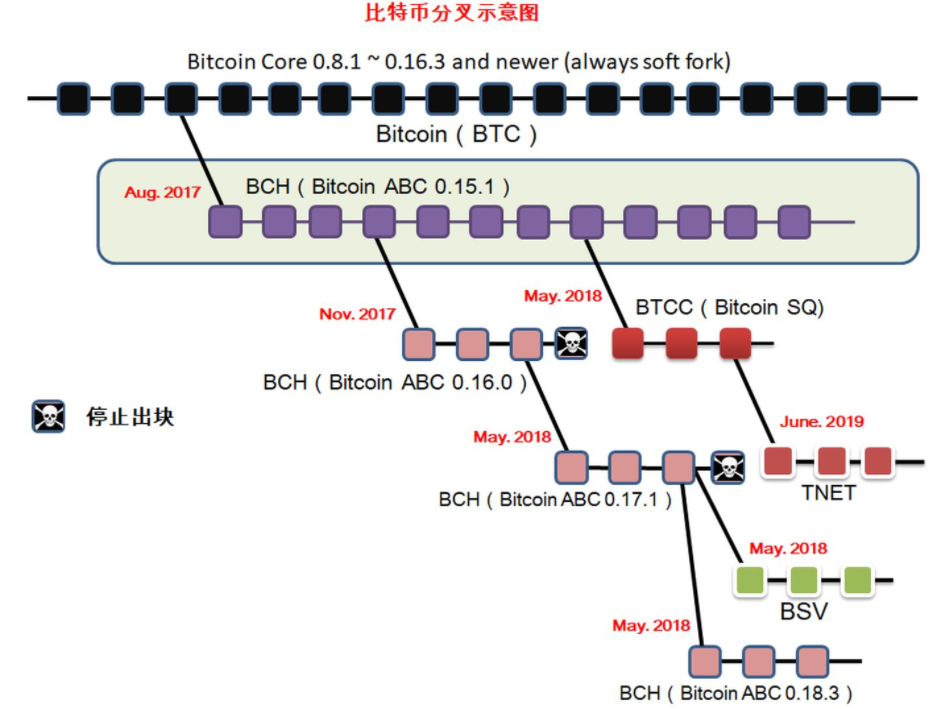 比特币分叉示意图
Bitcoin Core 0.8.1 ~ 0.16.3 and newer (always soft fork)
Bitcoin（BTC）
Aug. 2017
BCH（Bitcoin ABC 0.15.1）
May. 2018
BTCC（Bitcoin SQ)
Nov. 2017
BCH（Bitcoin ABC 0.16.0）
停止出块
June. 2019
May. 2018
TNET
BCH（Bitcoin ABC 0.17.1）
May. 2018
BSV
May. 2018
BCH（Bitcoin ABC 0.18.3）